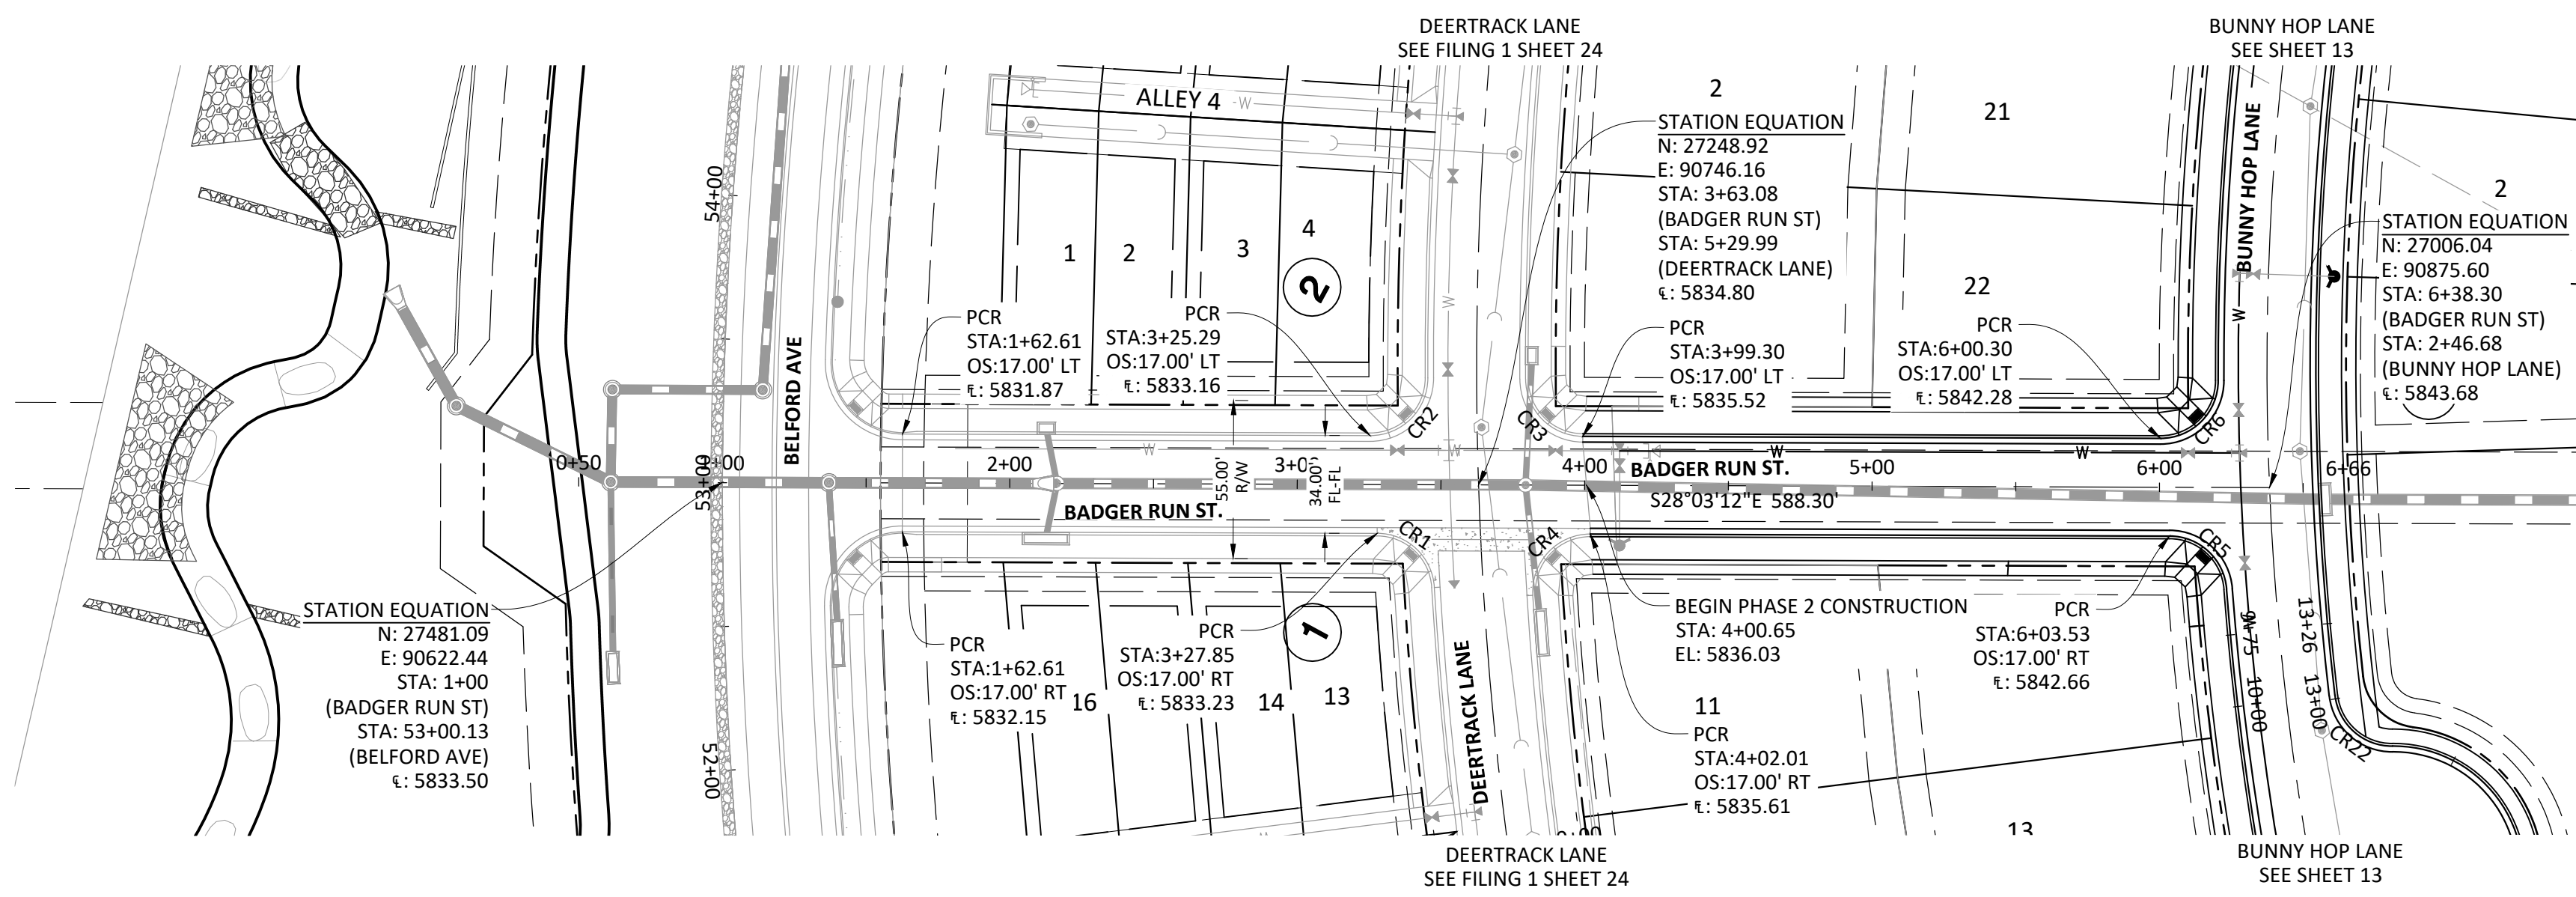 DEERTRACK LANE
SEE FILING 1 SHEET 24
BUNNY HOP LANE
SEE SHEET 13
ALLEY 4
W
2
21
STATION EQUATION
N: 27248.92
E: 90746.16
STA: 3+63.08
(BADGER RUN ST)
STA: 5+29.99
(DEERTRACK LANE)
℄: 5834.80
BUNNY HOP LANE
2
STATION EQUATION
N: 27006.04
E: 90875.60
STA: 6+38.30
(BADGER RUN ST)
STA: 2+46.68
(BUNNY HOP LANE)
℄: 5843.68
54+00
1
2
3
4
2
22
W
W
BELFORD AVE
PCR
STA:1+62.61
OS:17.00' LT
FL: 5831.87
PCR
STA:3+25.29
OS:17.00' LT
FL: 5833.16
PCR
STA:3+99.30
OS:17.00' LT
FL: 5835.52
PCR
STA:6+00.30
OS:17.00' LT
FL: 5842.28
CR2
CR3
CR6
W
W
W
W
0+50
53+00
2+00
55.00'
R/W
34.00'
FL-FL
4+00
BADGER RUN ST.
5+00
6+00
6+66
S28°03'12"E 588.30'
BADGER RUN ST.
CR1
CR4
CR5
STATION EQUATION
N: 27481.09
E: 90622.44
STA: 1+00
(BADGER RUN ST)
STA: 53+00.13
(BELFORD AVE)
℄: 5833.50
52+00
PCR
STA:1+62.61
OS:17.00' RT
FL: 5832.15
16
PCR
STA:3+27.85
OS:17.00' RT
FL: 5833.23
1
14
13
DEERTRACK LANE
BEGIN PHASE 2 CONSTRUCTION
STA: 4+00.65
EL: 5836.03
PCR
STA:6+03.53
OS:17.00' RT
FL: 5842.66
11
PCR
STA:4+02.01
OS:17.00' RT
FL: 5835.61
13
10+00
13+26
13+00
CR22
DEERTRACK LANE
SEE FILING 1 SHEET 24
BUNNY HOP LANE
SEE SHEET 13